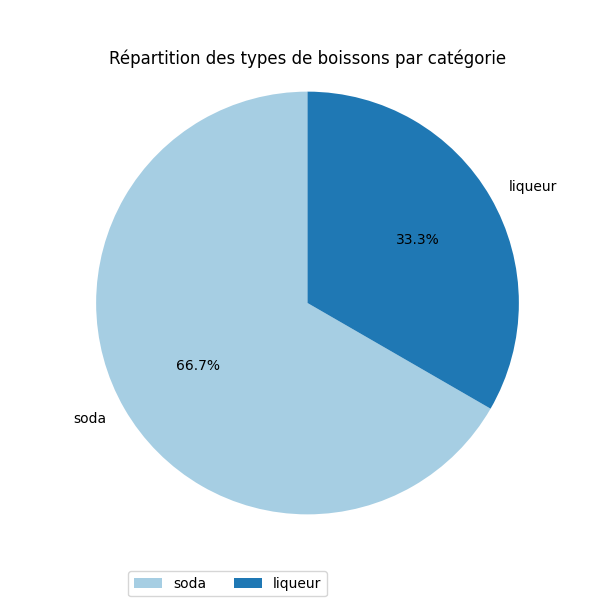 Répartition des types de boissons par catégorie
liqueur
33.3%
66.7%
soda
soda liqueur